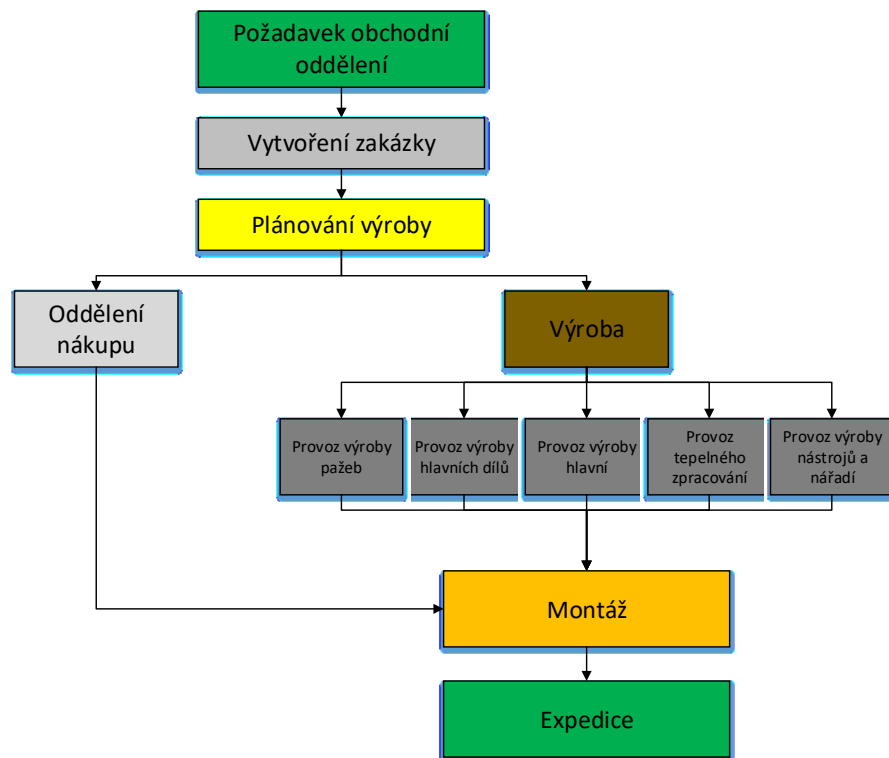 Požadavek obchodní
oddělení
Vytvoření zakázky
Plánování výroby
Oddělení
nákupu
Výroba
Provoz výroby
pažeb
Provoz výroby
hlavních dílů
Provoz výroby
hlavní
Provoz
tepelného
zpracování
Provoz výroby
nástrojů a
nářadí
Montáž
Expedice